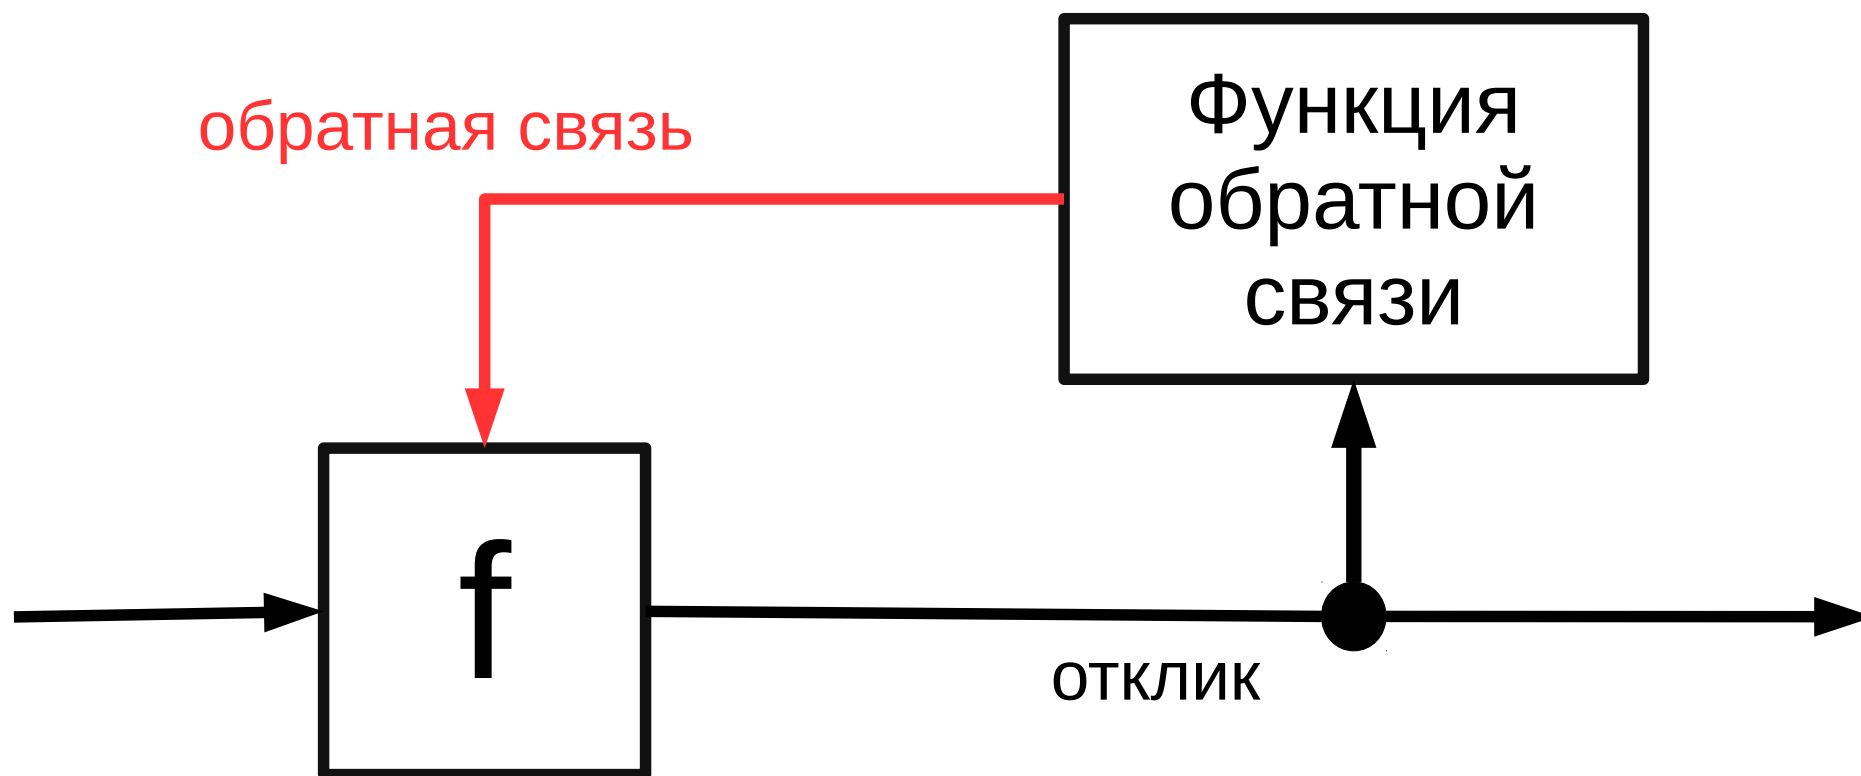 обратная связь
Функция
обратной
связи
f
отклик